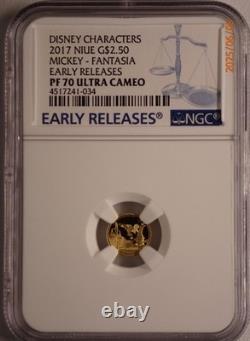 DISNEY CHARACTERS
2017 NIUE G$2.50
MICKEY - FANTASIA
EARLY RELEASES
PF 70 ULTRA CAMEO
4517241-034
EARLY RELEASES
NGC